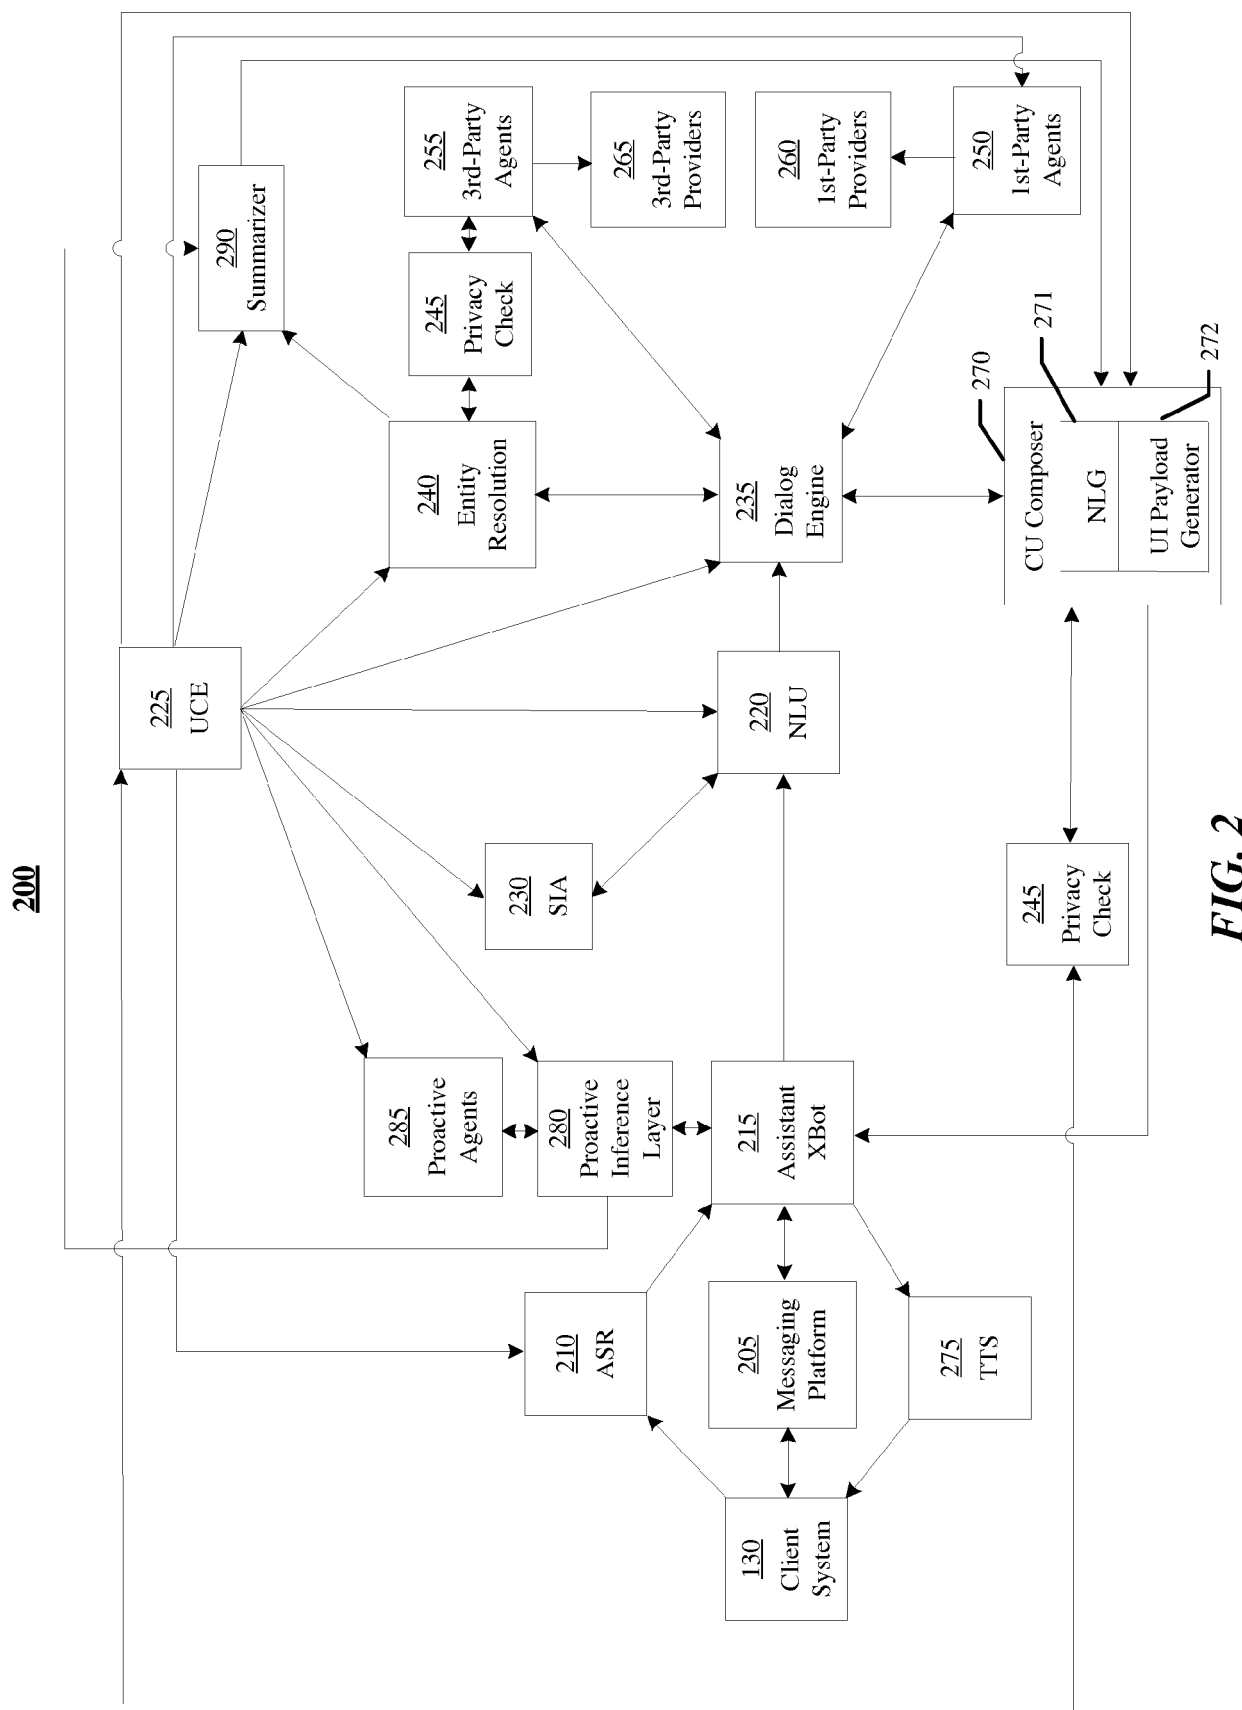 200
225
UCE
290
Summarizer
285
Proactive
Agents
280
Proactive
Inference
Layer
230
SIA
240
Entity
Resolution
245
Privacy
Check
255
3rd-Party
Agents
265
3rd-Party
Providers
260
1st-Party
Providers
250
1st-Party
Agents
210
ASR
130
Client
System
205
Messaging
Platform
215
Assistant
XBot
220
NLU
235
Dialog
Engine
275
TTS
245
Privacy
Check
270
271
272
CU Composer
NLG
UI Payload
Generator
FIG. 2